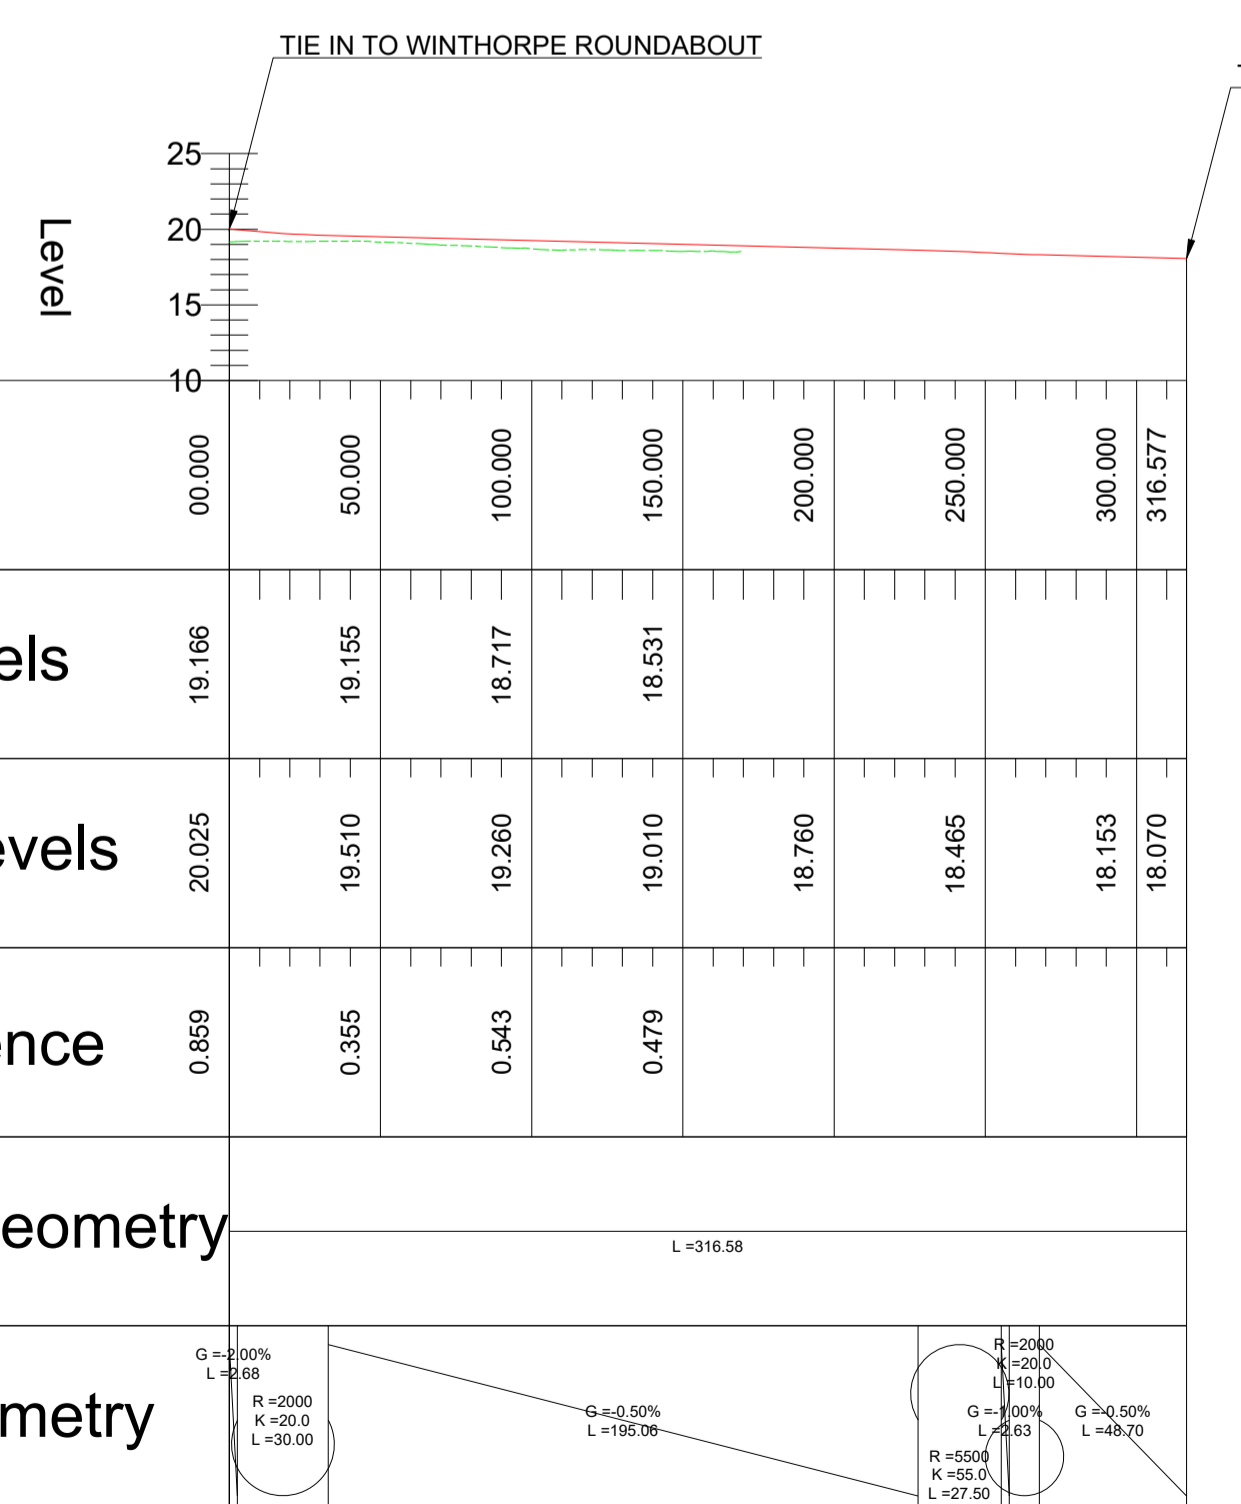 TIE IN TO WINTHORPE ROUNDABOUT
Level
25
20
15
10
00.000 50.000 100.000 150.000 200.000 250.000 300.000 316.577
els 19.166 19.155 18.717 18.531
evels 20.025 19.510 19.260 19.010 18.760 18.465 18.153 18.070
ence 0.859 0.355 0.543 0.479
eometry
L =316.58
metry
G =-2.00%
L =2.68
R =2000
K =20.0
L =30.00
G =-0.50%
L =195.06
R =5500
K =55.0
L =27.50
G =-1.00%
L =2.63
R =2000
K =20.0
L =10.00
G =-0.50%
L =48.70